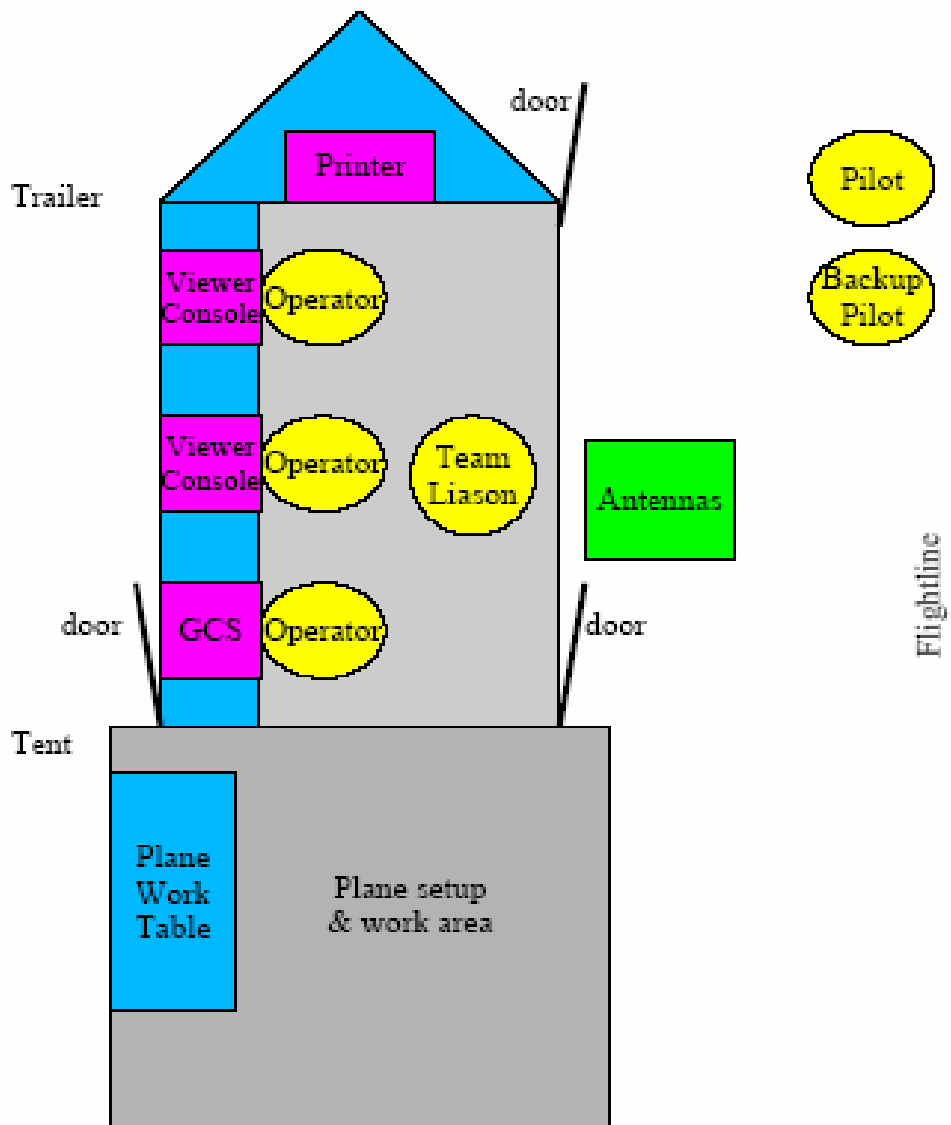 door
Printer
Pilot
Trailer
Viewer
Console
Operator
Backup
Pilot
Viewer
Console
Operator
Team
Liason
Antennas
Flightline
door
GCS
Operator
door
Tent
Plane
Work
Table
Plane setup
& work area